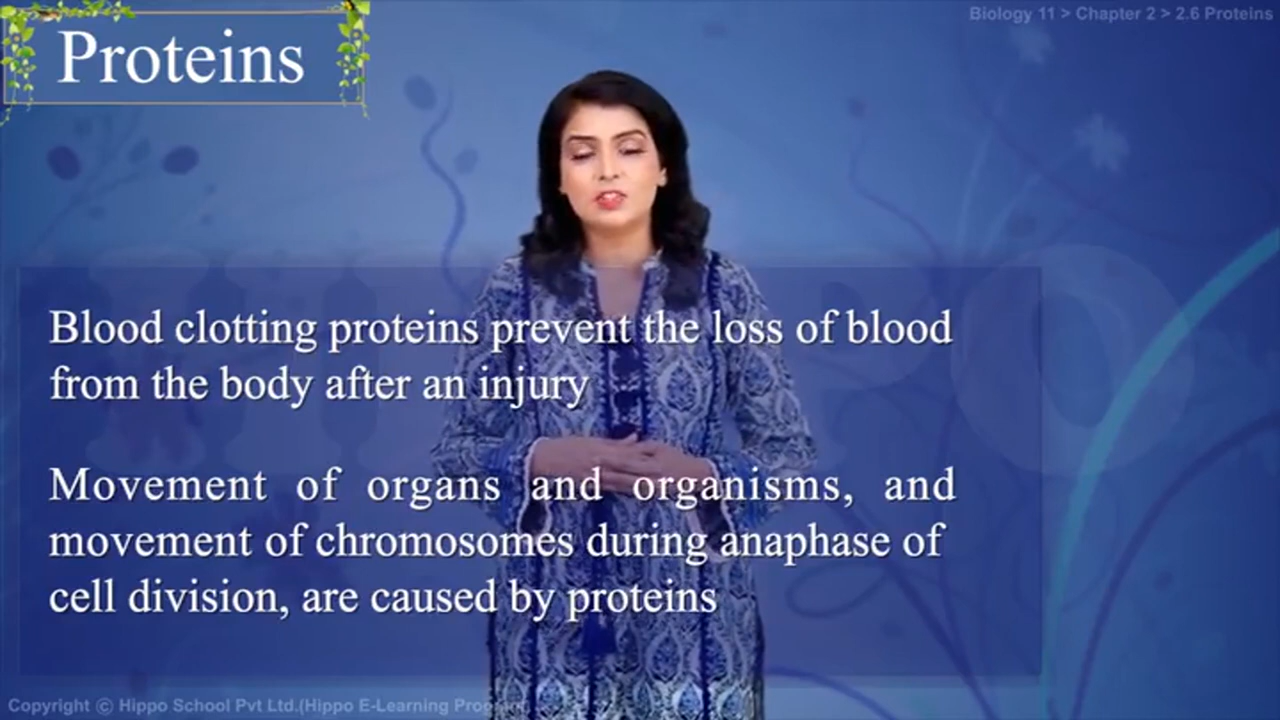 Biology 11 > Chapter 2 > 2.6 Proteins
Proteins
Blood clotting proteins prevent the loss of blood
from the body after an injury
Movement of organs and organisms, and
movement of chromosomes during anaphase of
cell division, are caused by proteins
Copyright © Hippo School Pvt Ltd.(Hippo E-Learning